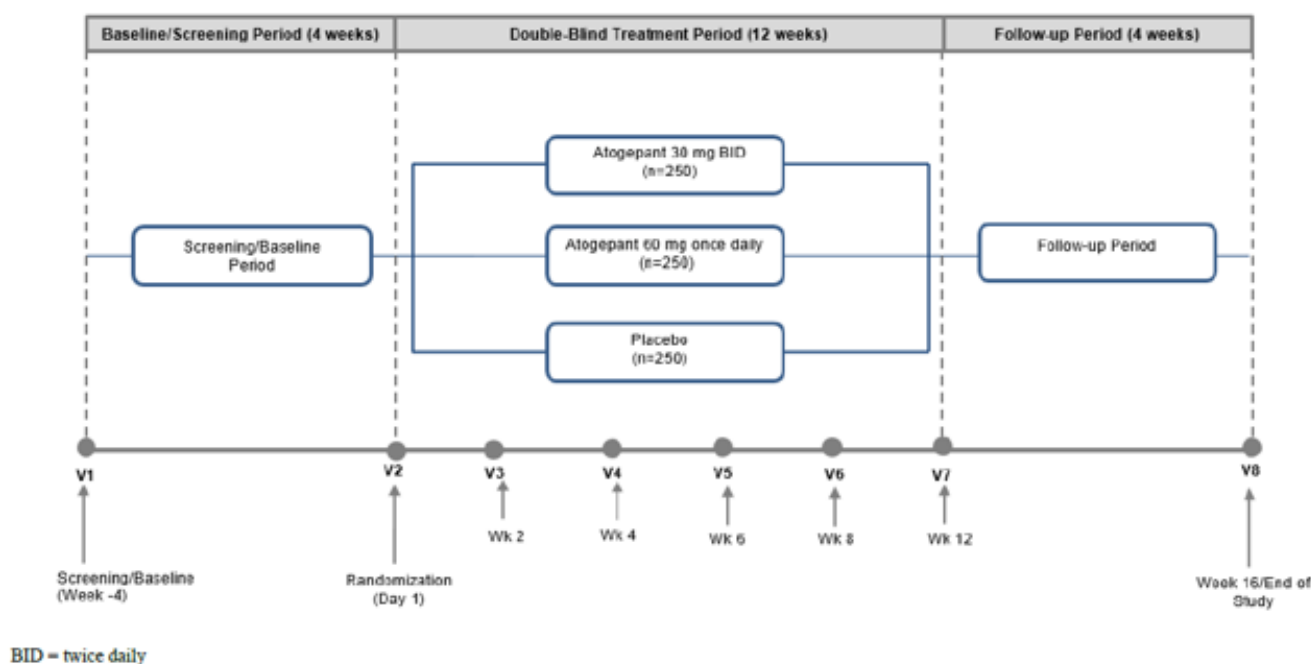 Baseline/Screening Period (4 weeks)
Double-Blind Treatment Period (12 weeks)
Follow-up Period (4 weeks)
Atogepant 30 mg BID
(n=250)
Screening/Baseline
Period
Atogepant 60 mg once daily
(n=250)
Follow-up Period
Placebo
(n=250)
V1
V2
V3
V4
V5
V6
V7
V8
Wk 2
Wk 4
Wk 6
Wk 8
Wk 12
Screening/Baseline
(Week -4)
Randomization
(Day 1)
Week 16/End of
Study
BID = twice daily